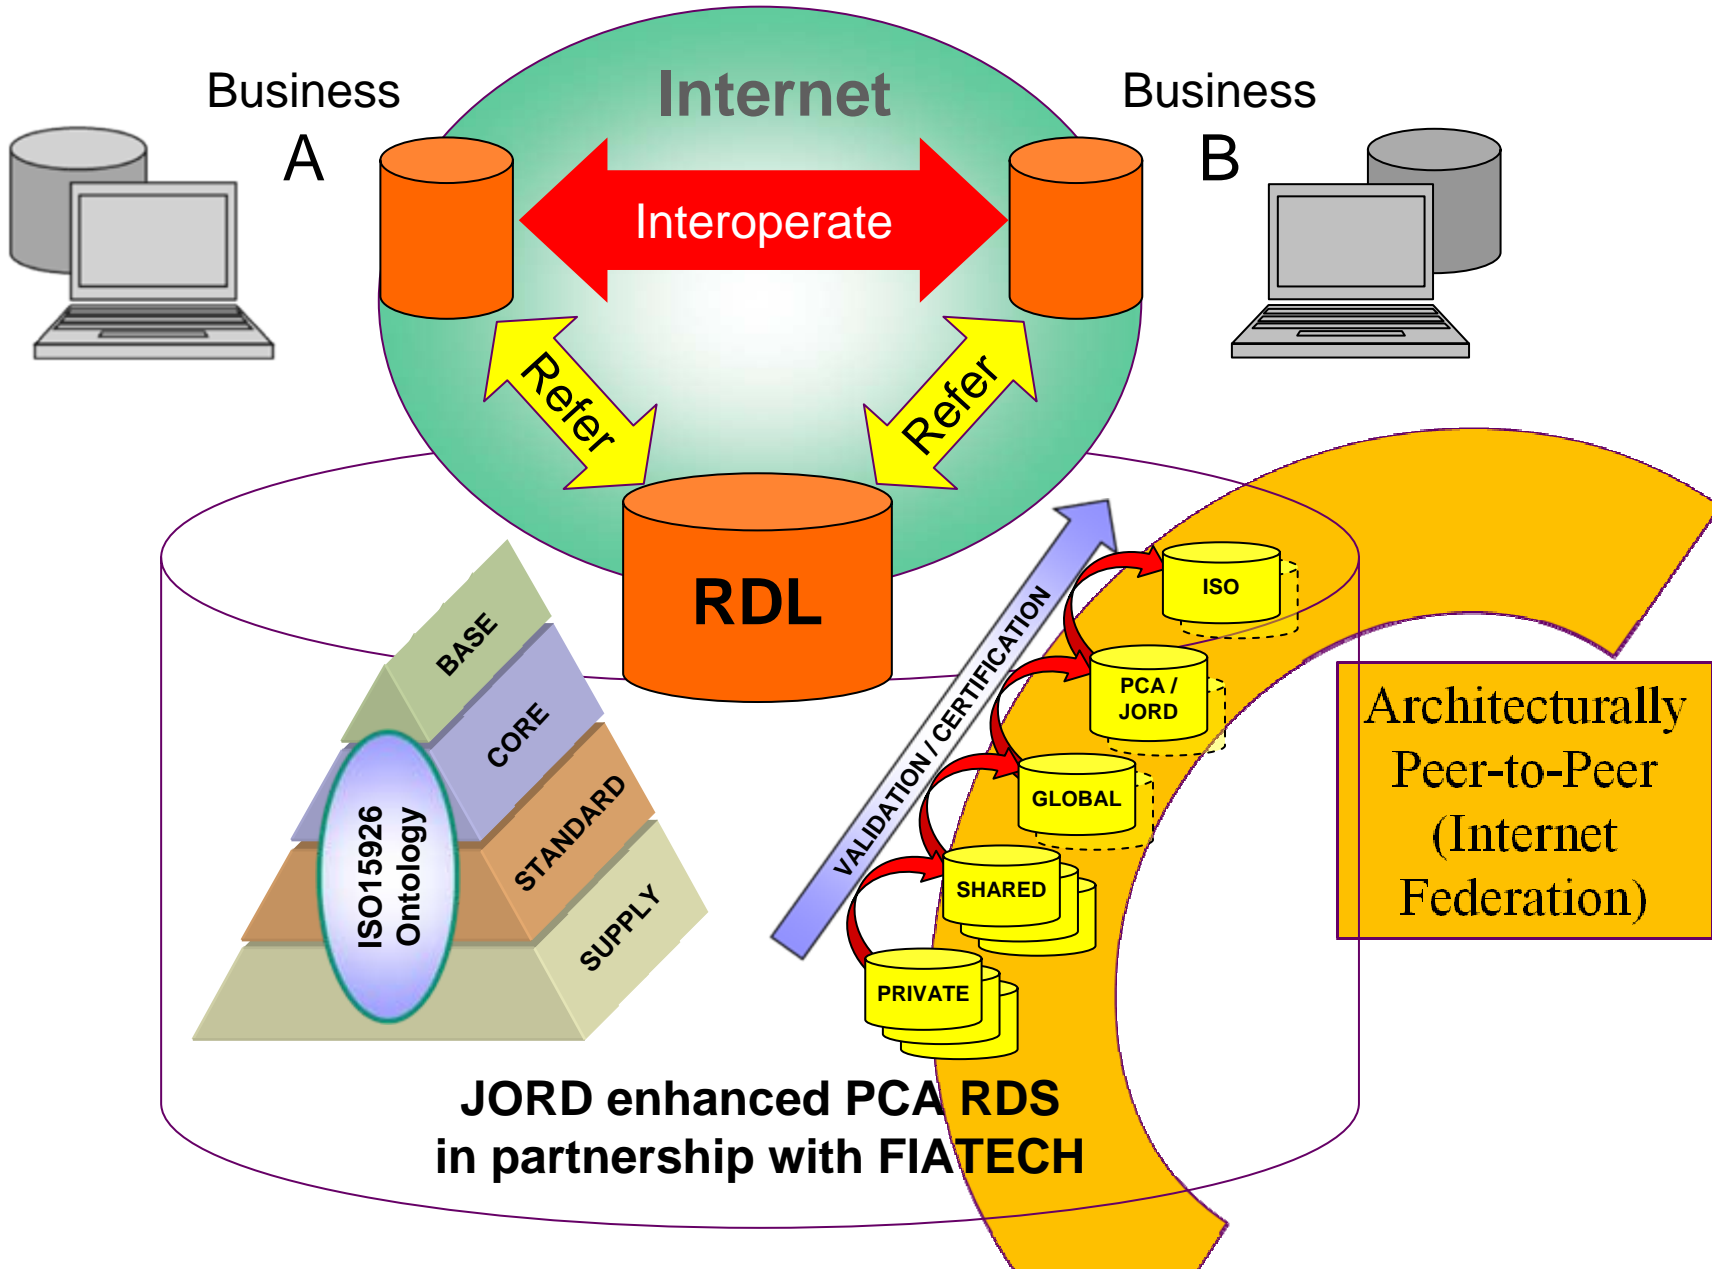 Business
A
Internet
Business
B
Interoperate
Refer
Refer
RDL
BASE
CORE
STANDARD
SUPPLY
ISO15926
Ontology
VALIDATION / CERTIFICATION
ISO
PCA /
JORD
GLOBAL
SHARED
PRIVATE
Architecturally
Peer-to-Peer
(Internet
Federation)
JORD enhanced PCA RDS
in partnership with FIATECH